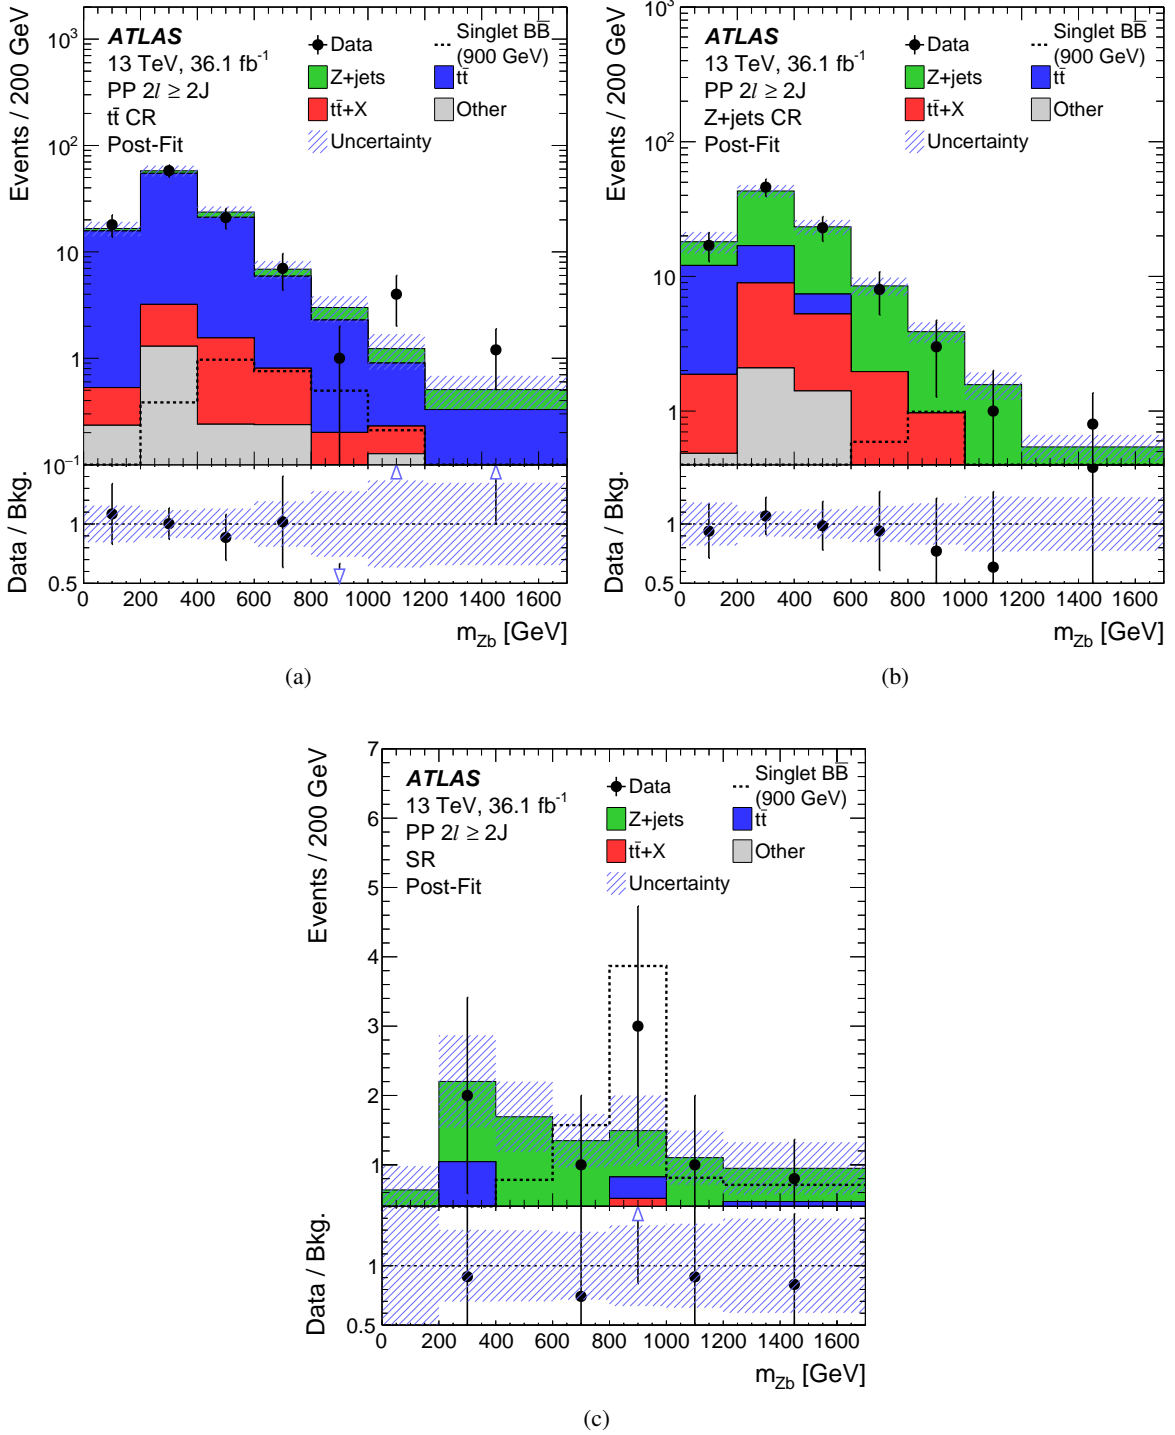 Events / 200 GeV
10³
10²
10
1
10⁻¹
ATLAS
13 TeV, 36.1 fb⁻¹
PP 2l ≥ 2J
tt̄ CR
Post-Fit
Data
Singlet BB̄
(900 GeV)
Z+jets
tt̄
tt̄+X
Other
Uncertainty
Data / Bkg.
1
0.5
0 200 400 600 800 1000 1200 1400 1600
m_Zb [GeV]
(a)
Events / 200 GeV
10³
10²
10
1
ATLAS
13 TeV, 36.1 fb⁻¹
PP 2l ≥ 2J
Z+jets CR
Post-Fit
Data
Singlet BB̄
(900 GeV)
Z+jets
tt̄
tt̄+X
Other
Uncertainty
Data / Bkg.
1
0.5
0 200 400 600 800 1000 1200 1400 1600
m_Zb [GeV]
(b)
Events / 200 GeV
7
6
5
4
3
2
1
ATLAS
13 TeV, 36.1 fb⁻¹
PP 2l ≥ 2J
SR
Post-Fit
Data
Singlet BB̄
(900 GeV)
Z+jets
tt̄
tt̄+X
Other
Uncertainty
Data / Bkg.
1
0.5
0 200 400 600 800 1000 1200 1400 1600
m_Zb [GeV]
(c)